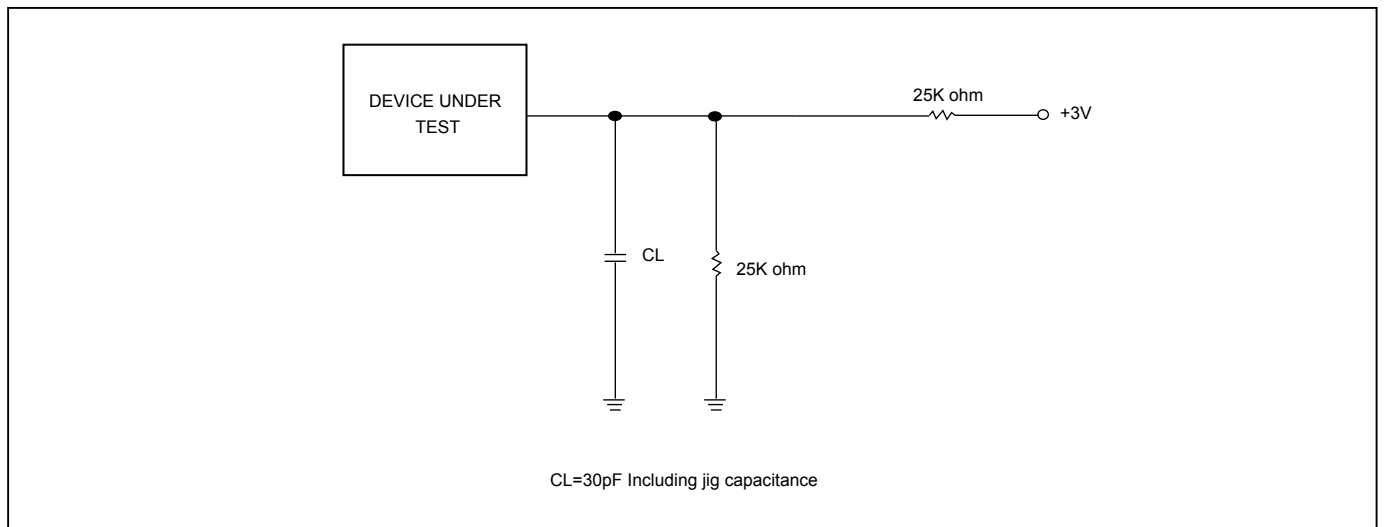 DEVICE UNDER
TEST
25K ohm
+3V
CL
25K ohm
CL=30pF Including jig capacitance